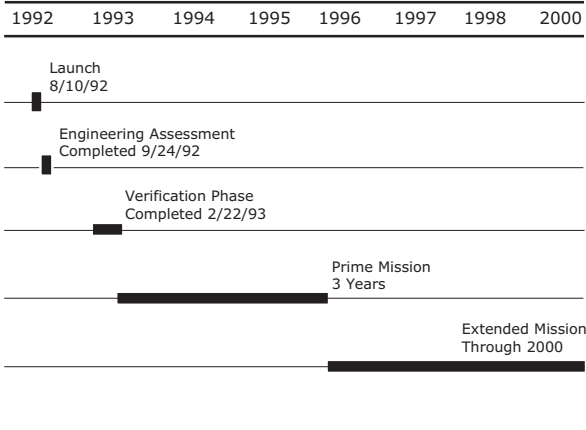 1992 1993 1994 1995 1996 1997 1998 2000
Launch
8/10/92
Engineering Assessment
Completed 9/24/92
Verification Phase
Completed 2/22/93
Prime Mission
3 Years
Extended Mission
Through 2000